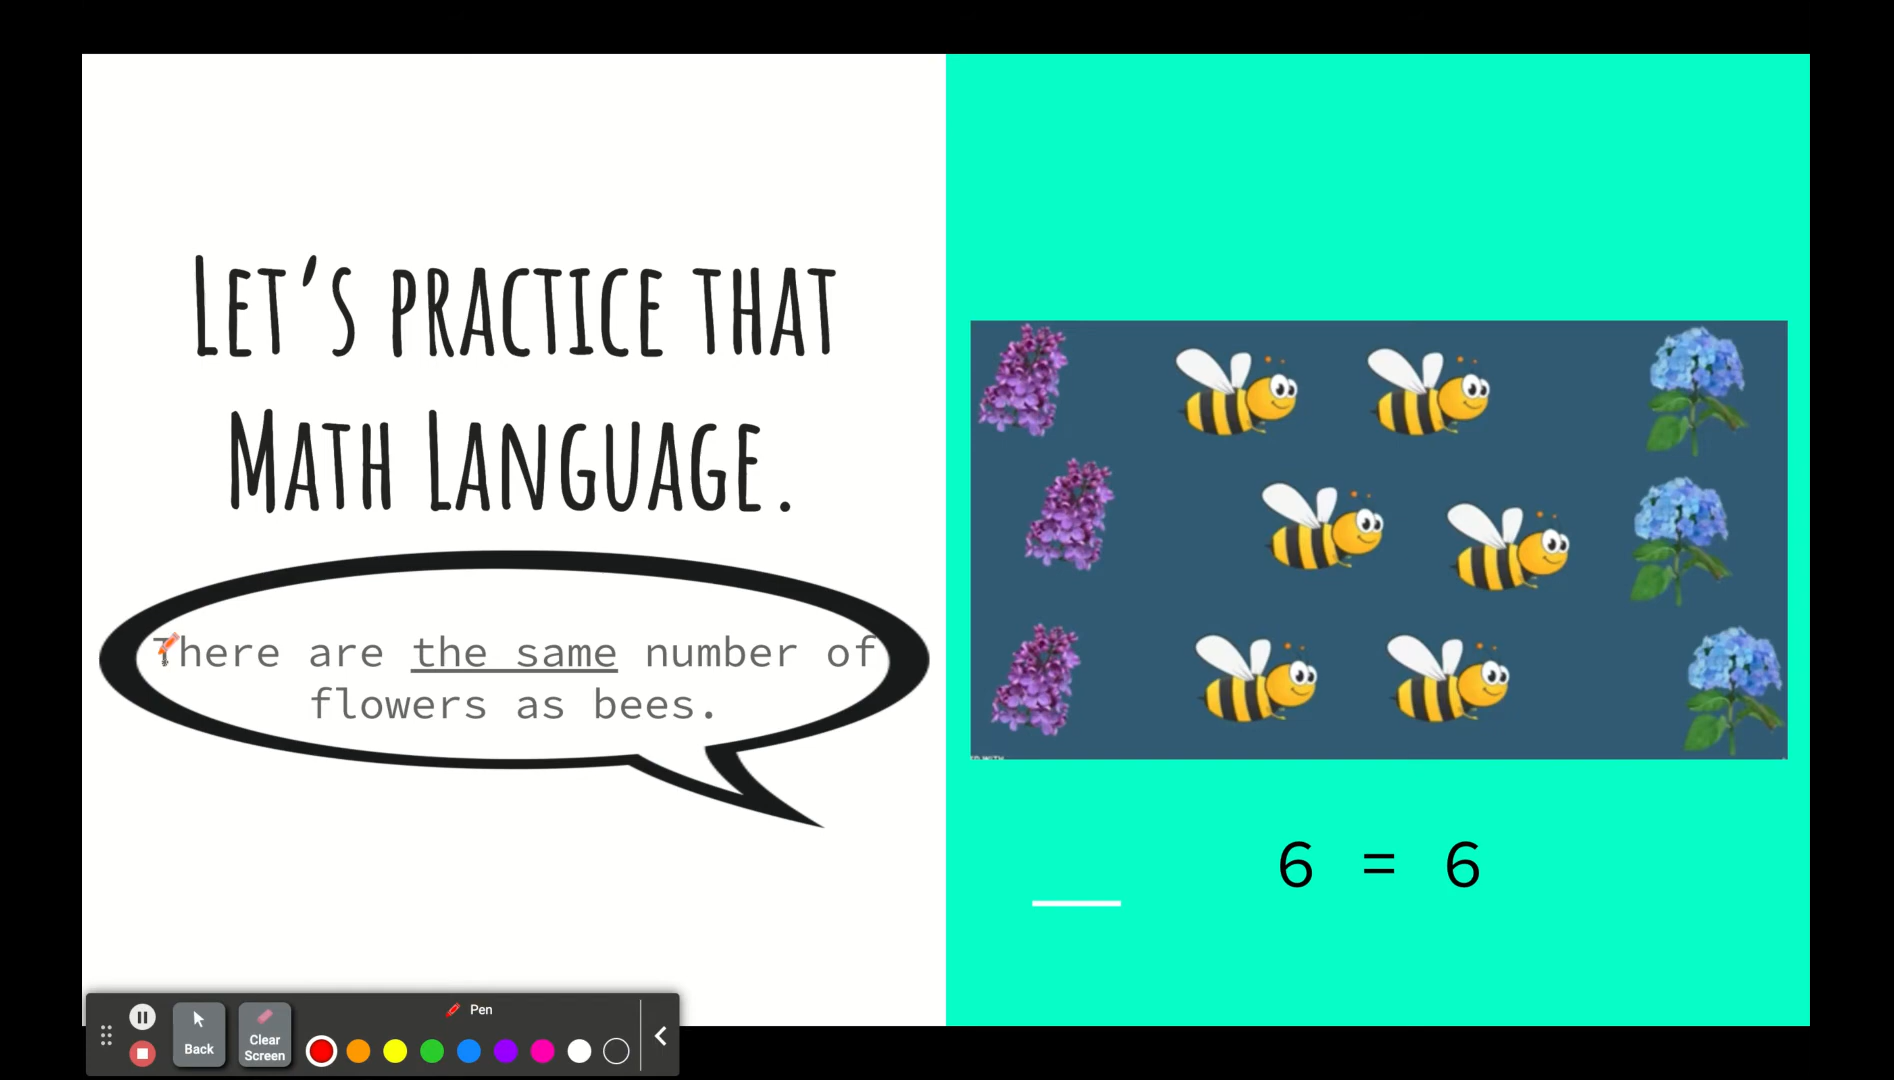 Let's practice that
Math Language.
There are the same number of
flowers as bees.
6 = 6
Pen
Back
Clear
Screen